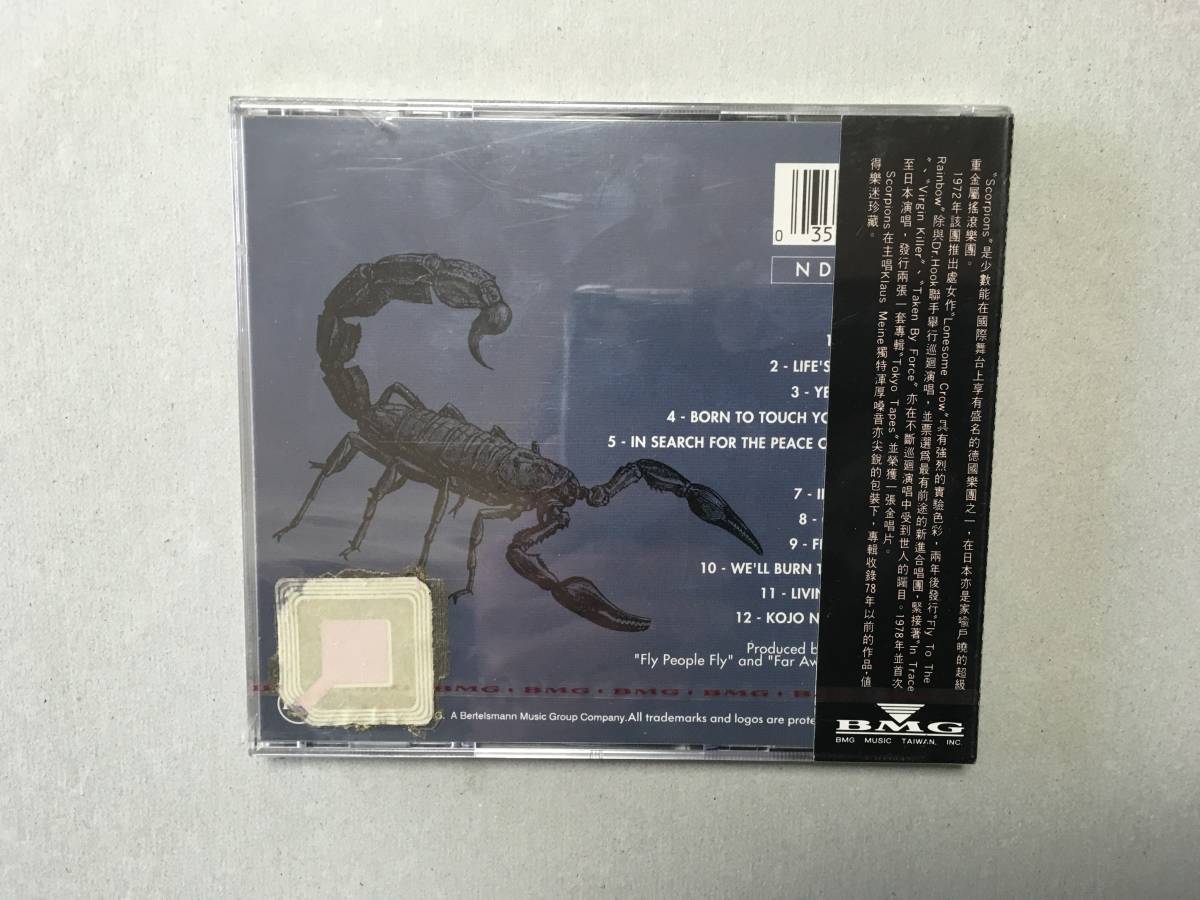 0 35
N D
1
2 - LIFE'S
3 - YE
4 - BORN TO TOUCH YO
5 - IN SEARCH FOR THE PEACE O
7 - I
8 -
9 - F
10 - WE'LL BURN T
11 - LIVIN
12 - KOJO N
Produced b
"Fly People Fly" and "Far Aw
BMG · BMG · BMG · BMG · BMG
G. A Bertelsmann Music Group Company.All trademarks and logos are prote
"Scorpions"是少數能在國際舞台上享有盛名的德國樂團之一，在日本亦是家喻戶曉的超級
重金屬搖滾樂團。
1972年該團推出處女作"Lonesome Crow"具有強烈的實驗色彩，兩年後發行"Fly To The
Rainbow"除與Dr.Hook聯手舉行巡迴演唱，並票選爲最有前途的新進合唱團，緊接著"In Trace
"、"Virgin Killer"、"Taken By Force"亦在不斷巡迴演唱中受到世人的矚目。1978年並首次
至日本演唱，發行兩張一套專輯"Tokyo Tapes"並榮獲一張金唱片。
Scorpions在主唱Klaus Meine獨特渾厚嗓音亦尖銳的包裝下，專輯收錄78年以前的作品，值
得樂迷珍藏。
BMG
BMG MUSIC TAIWAN, INC.